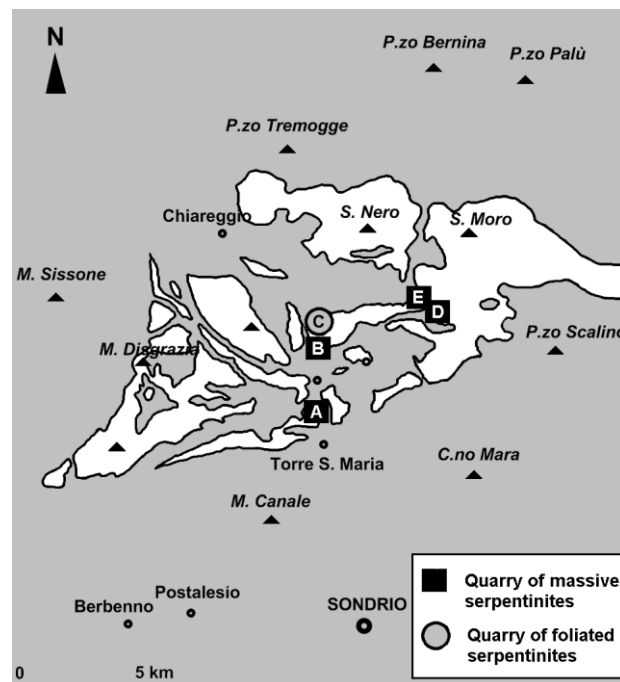 N
P.zo Bernina
P.zo Palù
P.zo Tremogge
Chiareggio
S. Nero
S. Moro
M. Sissone
E
D
C
B
P.zo Scalino
M. Disgrazia
A
Torre S. Maria
C.no Mara
M. Canale
Berbenno
Postalesio
SONDRIO
0
5 km
Quarry of massive
serpentinites
Quarry of foliated
serpentinites